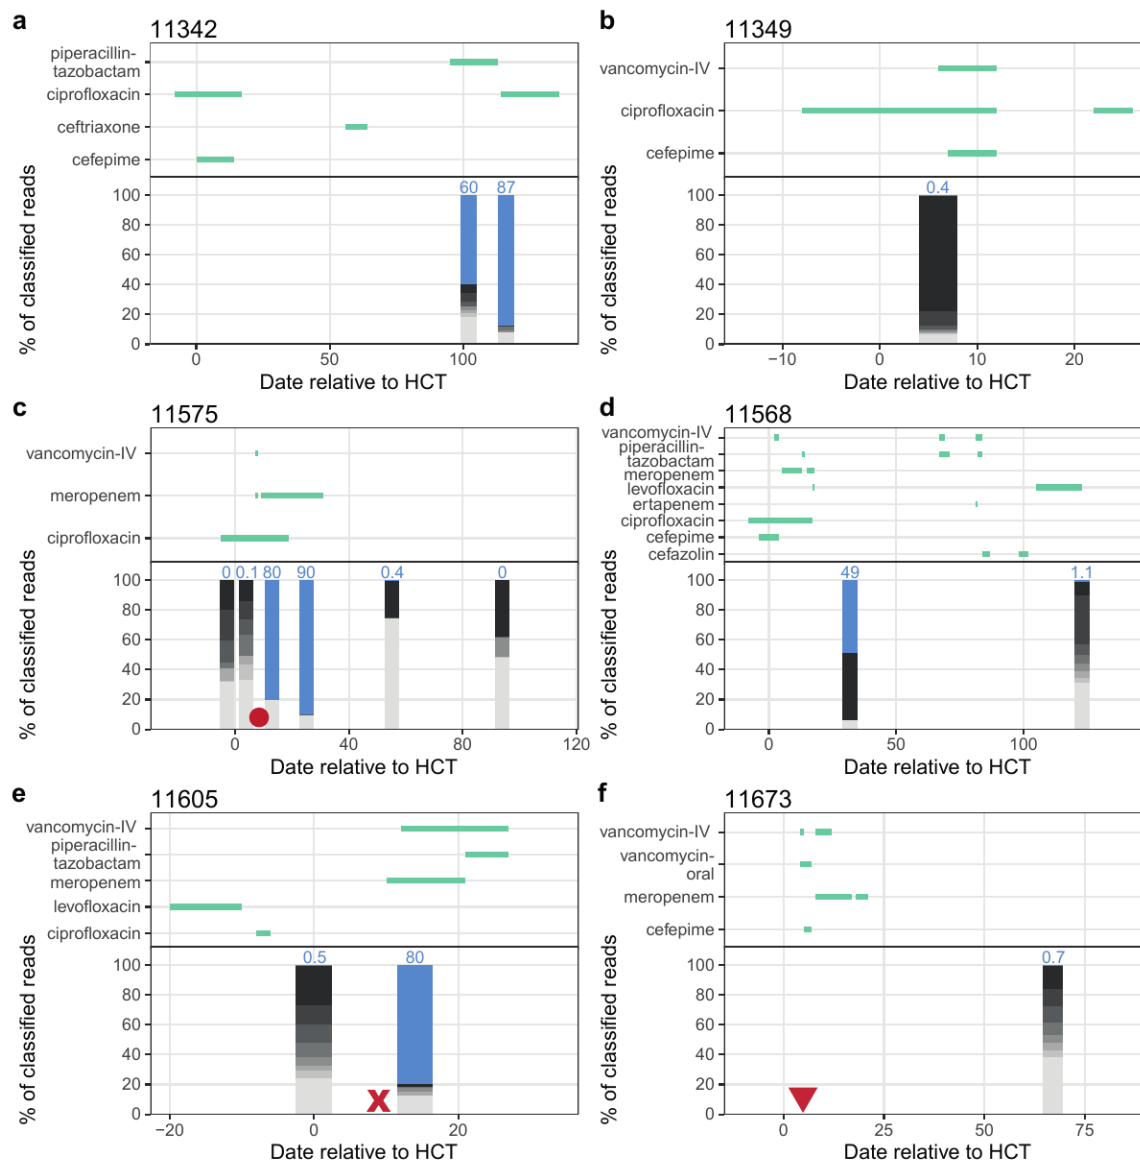 a
11342
piperacillin-
tazobactam
ciprofloxacin
ceftriaxone
cefepime
% of classified reads
100
80
60
40
20
0
60 87
0 50 100
Date relative to HCT
b
11349
vancomycin-IV
ciprofloxacin
cefepime
% of classified reads
100
80
60
40
20
0
0.4
−10 0 10 20
Date relative to HCT
c
11575
vancomycin-IV
meropenem
ciprofloxacin
% of classified reads
100
80
60
40
20
0
0 0.1 80 90 0.4 0
0 40 80 120
Date relative to HCT
d
11568
vancomycin-IV
piperacillin-
tazobactam
meropenem
levofloxacin
ertapenem
ciprofloxacin
cefepime
cefazolin
% of classified reads
100
80
60
40
20
0
49 1.1
0 50 100
Date relative to HCT
e
11605
vancomycin-IV
piperacillin-
tazobactam
meropenem
levofloxacin
ciprofloxacin
% of classified reads
100
80
60
40
20
0
0.5 80
X
−20 0 20
Date relative to HCT
f
11673
vancomycin-IV
vancomycin-
oral
meropenem
cefepime
% of classified reads
100
80
60
40
20
0
0.7
0 25 50 75
Date relative to HCT